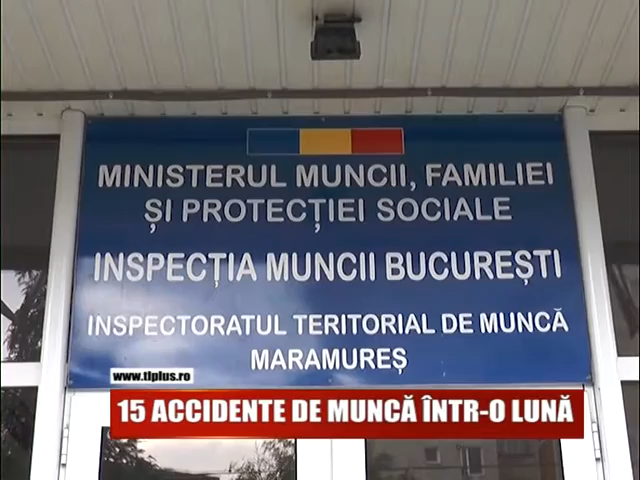 MINISTERUL MUNCII, FAMILIEI
ȘI PROTECȚIEI SOCIALE
INSPECȚIA MUNCII BUCUREȘTI
INSPECTORATUL TERITORIAL DE MUNCĂ
MARAMUREȘ
www.tlplus.ro
15 ACCIDENTE DE MUNCĂ ÎNTR-O LUNĂ